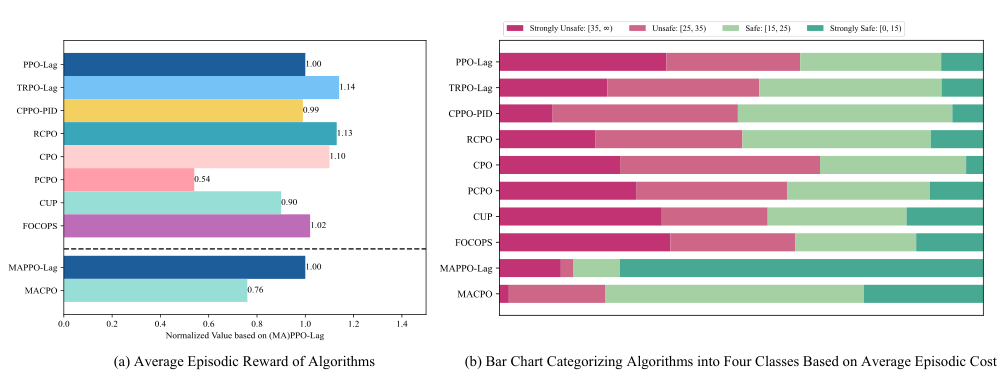 Strongly Unsafe: [35, ∞)
Unsafe: [25, 35)
Safe: [15, 25)
Strongly Safe: [0, 15)
PPO-Lag
1.00
TRPO-Lag
1.14
CPPO-PID
0.99
RCPO
1.13
CPO
1.10
PCPO
0.54
CUP
0.90
FOCOPS
1.02
MAPPO-Lag
1.00
MACPO
0.76
0.0 0.2 0.4 0.6 0.8 1.0 1.2 1.4
Normalized Value based on (MA)PPO-Lag
(a) Average Episodic Reward of Algorithms
PPO-Lag
TRPO-Lag
CPPO-PID
RCPO
CPO
PCPO
CUP
FOCOPS
MAPPO-Lag
MACPO
(b) Bar Chart Categorizing Algorithms into Four Classes Based on Average Episodic Cost